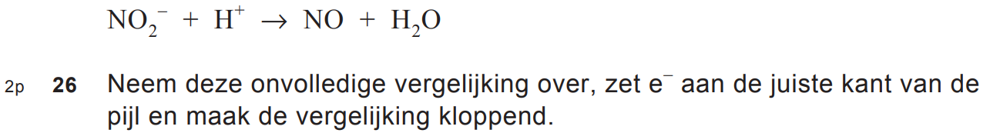 NO₂⁻ + H⁺ → NO + H₂O
2p 26 Neem deze onvolledige vergelijking over, zet e⁻ aan de juiste kant van de
pijl en maak de vergelijking kloppend.